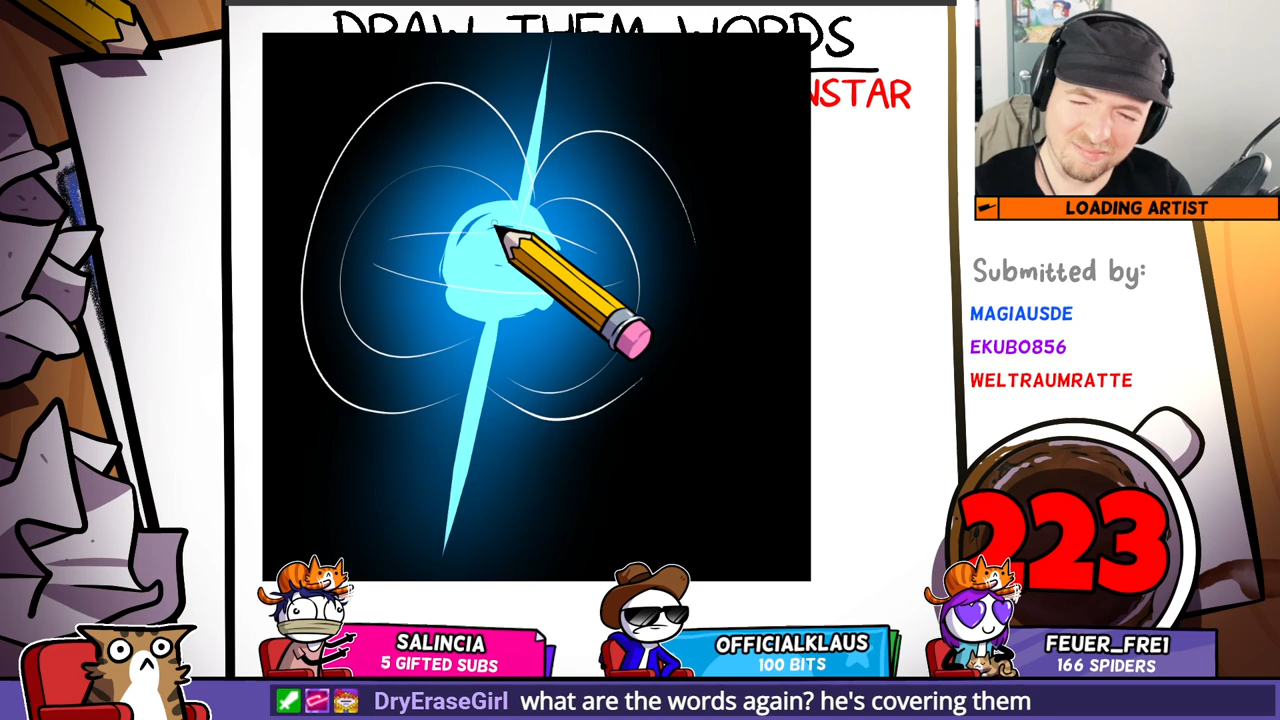 DRAW THEM WORDS
NSTAR
LOADING ARTIST
Submitted by:
MAGIAUSDE
EKUBO856
WELTRAUMRATTE
223
SALINCIA
5 GIFTED SUBS
OFFICIALKLAUS
100 BITS
FEUER_FREI
166 SPIDERS
DryEraseGirl what are the words again? he's covering them